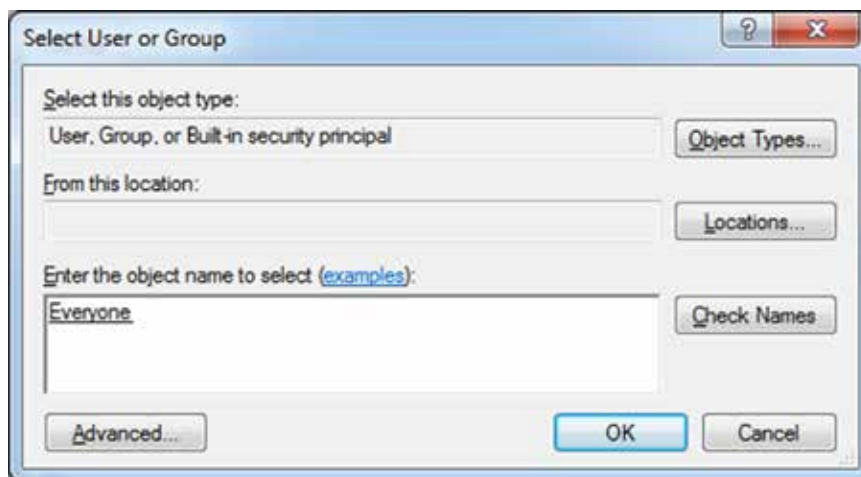 Select User or Group
Select this object type:
User, Group, or Built-in security principal
Object Types...
From this location:
Locations...
Enter the object name to select (examples):
Everyone
Check Names
Advanced...
OK
Cancel